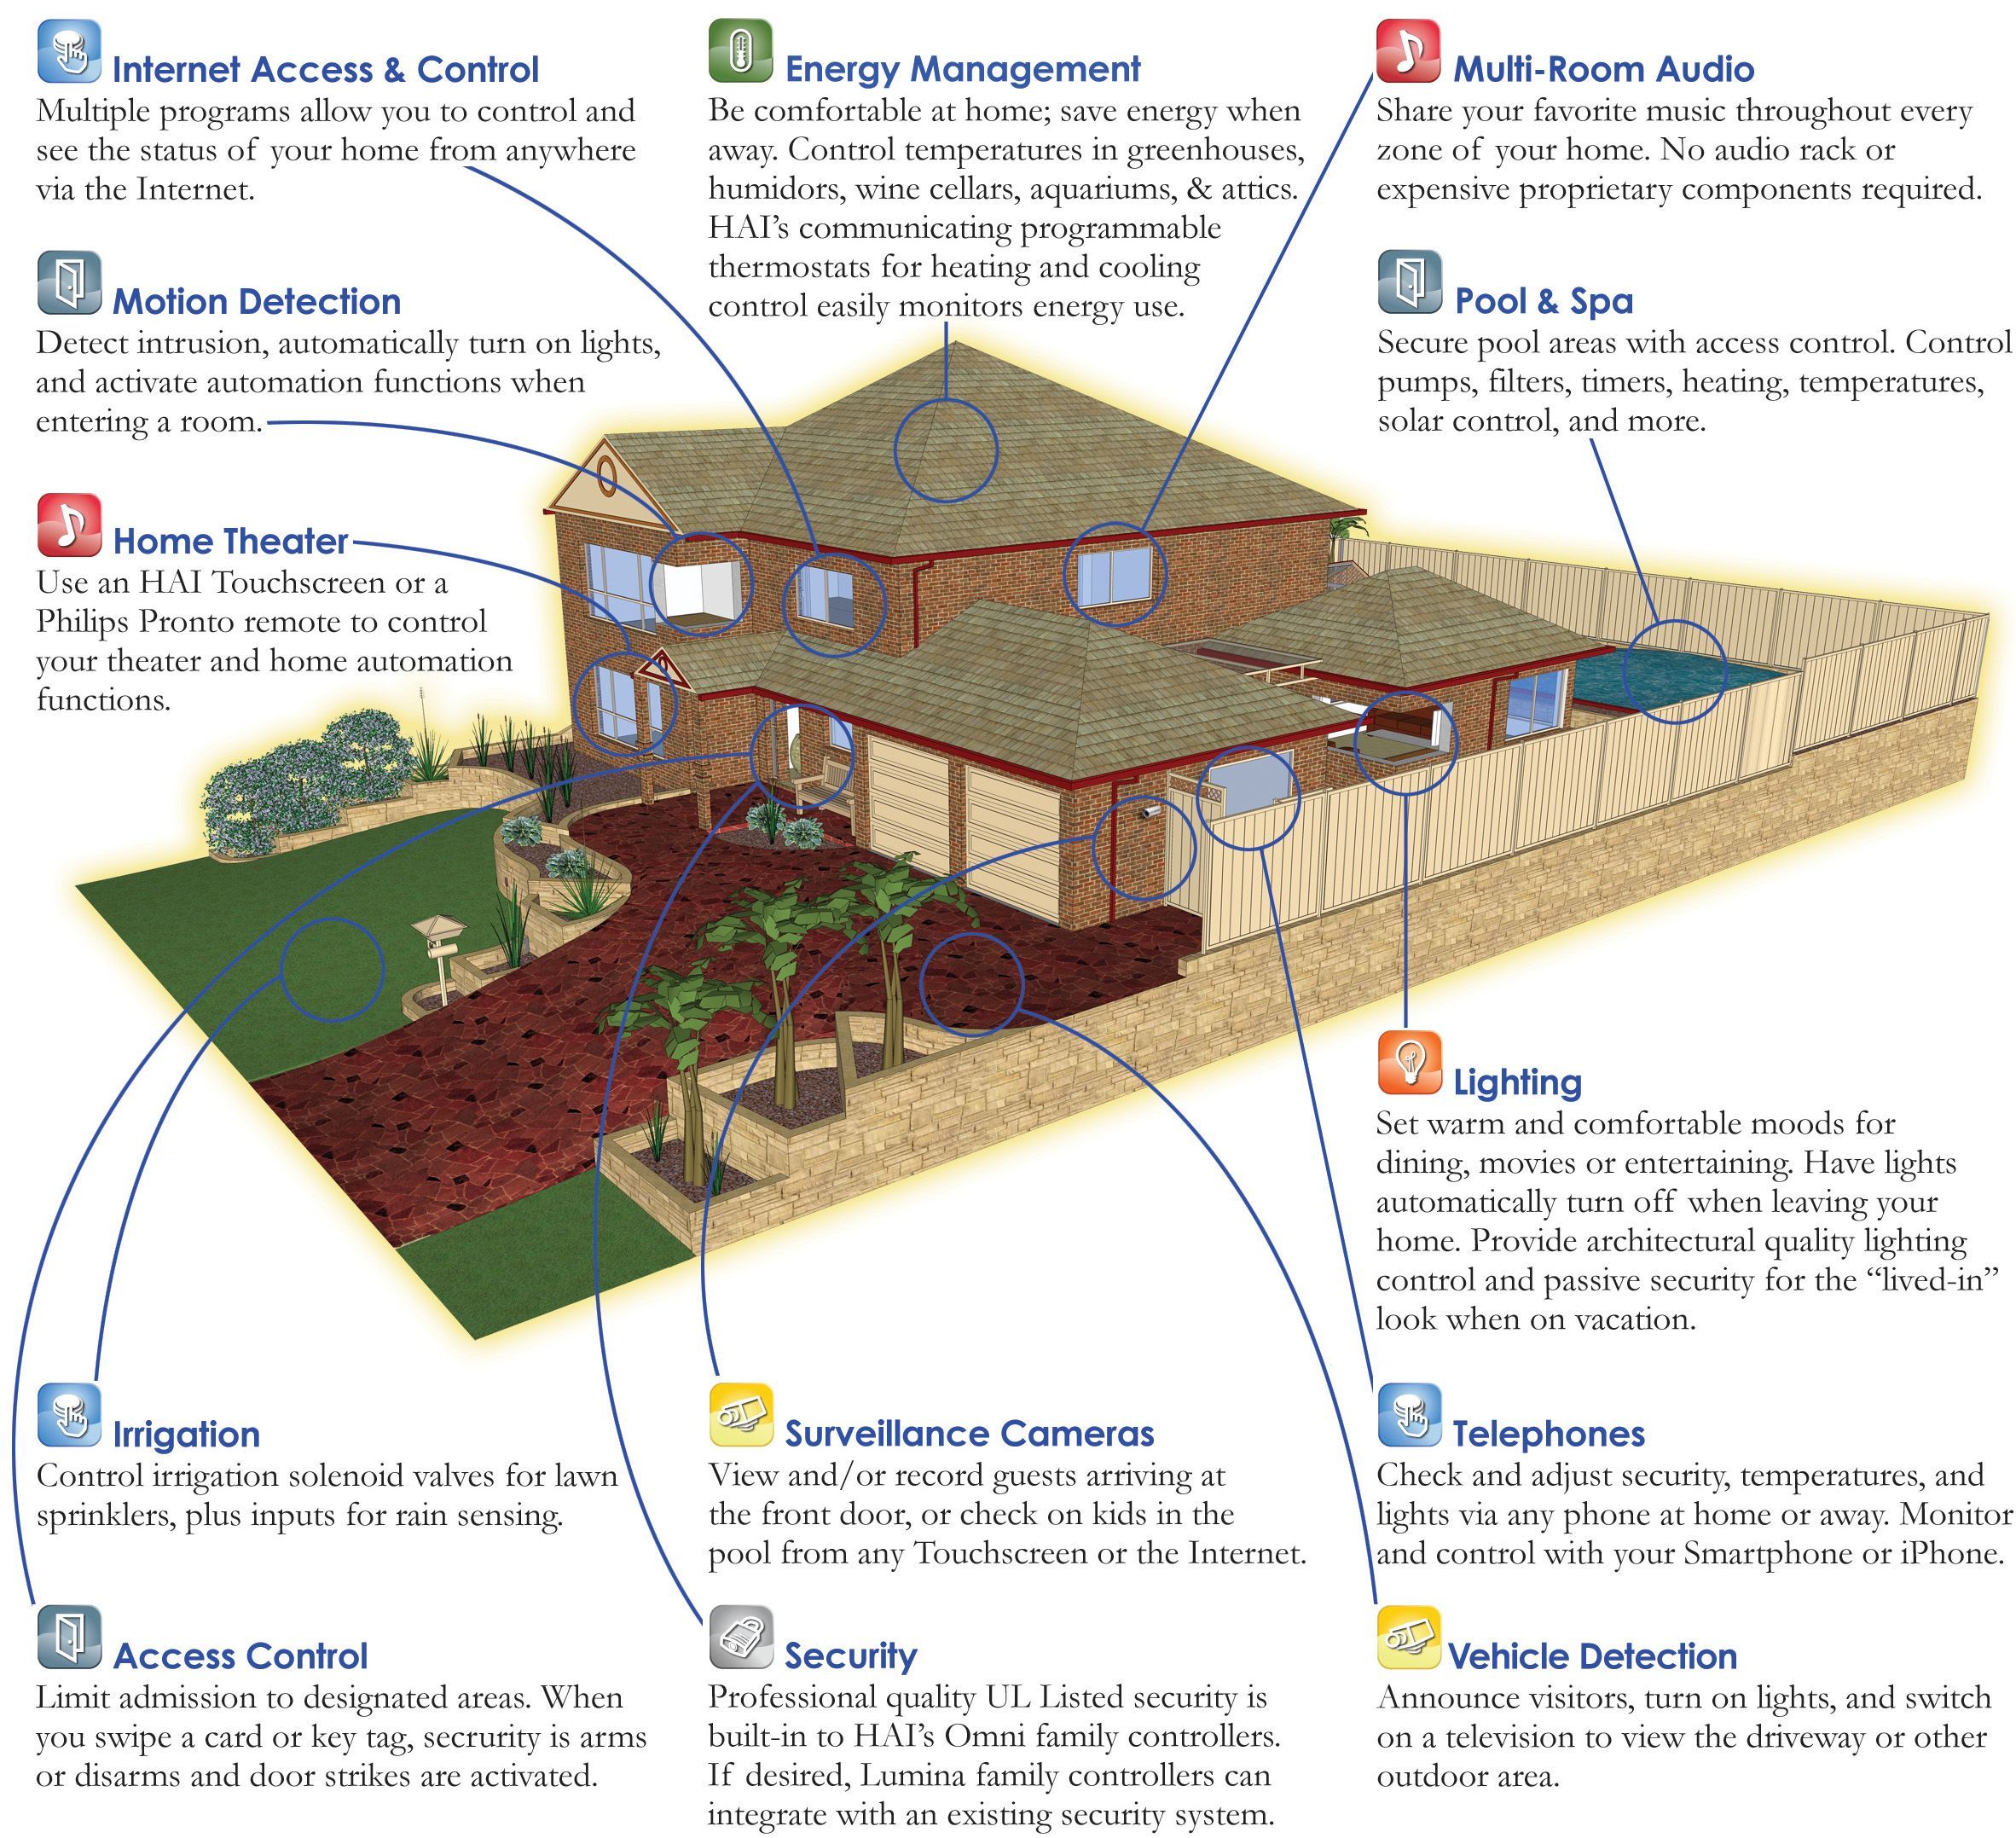 Internet Access & Control
Multiple programs allow you to control and
see the status of your home from anywhere
via the Internet.
Motion Detection
Detect intrusion, automatically turn on lights,
and activate automation functions when
entering a room.
Home Theater
Use an HAI Touchscreen or a
Philips Pronto remote to control
your theater and home automation
functions.
Energy Management
Be comfortable at home; save energy when
away. Control temperatures in greenhouses,
humidors, wine cellars, aquariums, & attics.
HAI's communicating programmable
thermostats for heating and cooling
control easily monitors energy use.
Multi-Room Audio
Share your favorite music throughout every
zone of your home. No audio rack or
expensive proprietary components required.
Pool & Spa
Secure pool areas with access control. Control
pumps, filters, timers, heating, temperatures,
solar control, and more.
Lighting
Set warm and comfortable moods for
dining, movies or entertaining. Have lights
automatically turn off when leaving your
home. Provide architectural quality lighting
control and passive security for the “lived-in”
look when on vacation.
Irrigation
Control irrigation solenoid valves for lawn
sprinklers, plus inputs for rain sensing.
Access Control
Limit admission to designated areas. When
you swipe a card or key tag, secrurity is arms
or disarms and door strikes are activated.
Surveillance Cameras
View and/or record guests arriving at
the front door, or check on kids in the
pool from any Touchscreen or the Internet.
Security
Professional quality UL Listed security is
built-in to HAI's Omni family controllers.
If desired, Lumina family controllers can
integrate with an existing security system.
Telephones
Check and adjust security, temperatures, and
lights via any phone at home or away. Monitor
and control with your Smartphone or iPhone.
Vehicle Detection
Announce visitors, turn on lights, and switch
on a television to view the driveway or other
outdoor area.